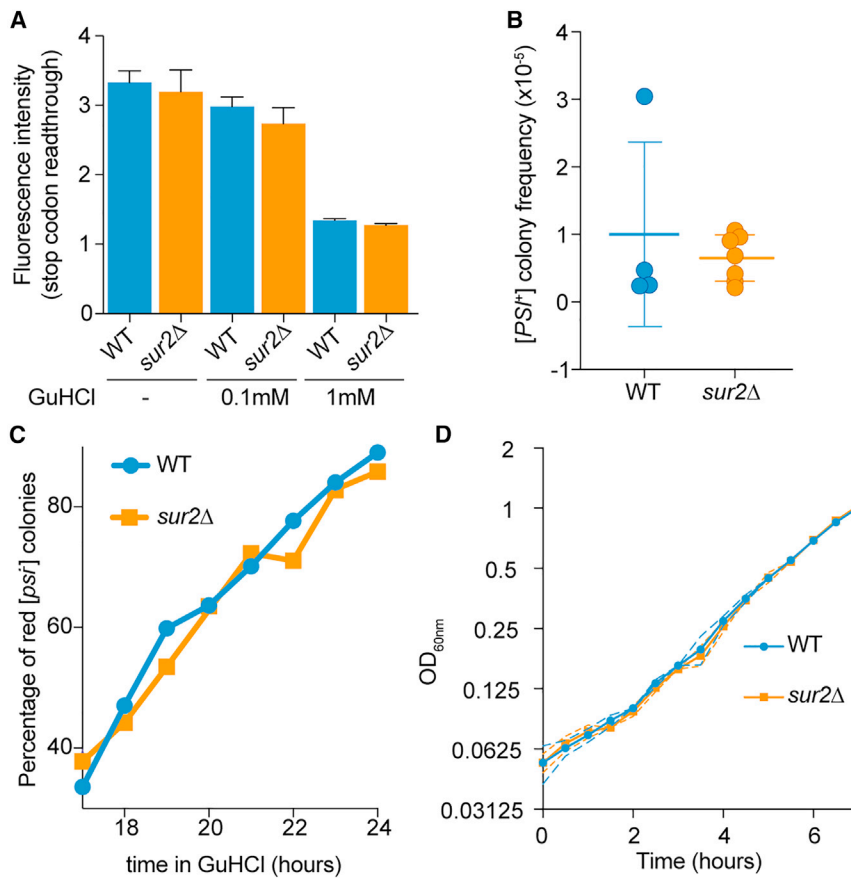 A
Fluorescence intensity
(stop codon readthrough)
4
3
2
1
0
WT
sur2Δ
WT
sur2Δ
WT
sur2Δ
GuHCl
-
0.1mM
1mM
B
[PSI+] colony frequency (x10-5)
4
3
2
1
0
-1
WT
sur2Δ
C
Percentage of red [psi-] colonies
80
60
40
WT
sur2Δ
18
20
22
24
time in GuHCl (hours)
D
OD60nm
2
1
0.5
0.25
0.125
0.0625
0.03125
WT
sur2Δ
0
2
4
6
Time (hours)